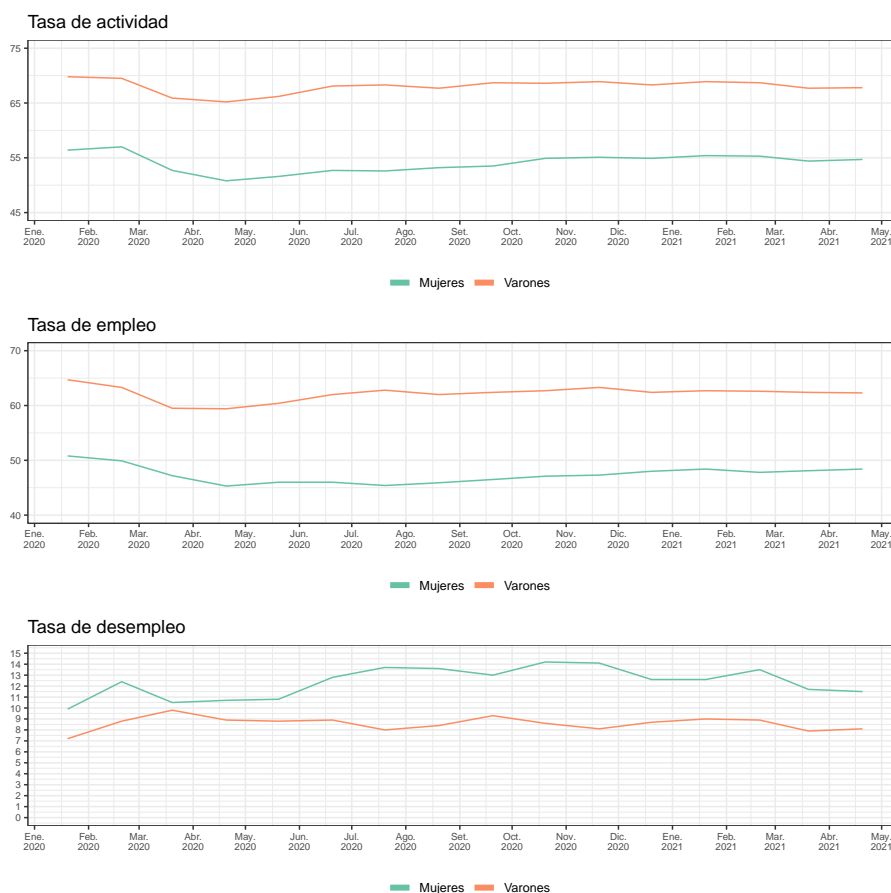 Tasa de actividad
75
65
55
45
Ene. Feb. Mar. Abr. May. Jun. Jul. Ago. Set. Oct. Nov. Dic. Ene. Feb. Mar. Abr. May.
2020 2020 2020 2020 2020 2020 2020 2020 2020 2020 2020 2020 2021 2021 2021 2021 2021
Mujeres Varones
Tasa de empleo
70
60
50
40
Ene. Feb. Mar. Abr. May. Jun. Jul. Ago. Set. Oct. Nov. Dic. Ene. Feb. Mar. Abr. May.
2020 2020 2020 2020 2020 2020 2020 2020 2020 2020 2020 2020 2021 2021 2021 2021 2021
Mujeres Varones
Tasa de desempleo
15
14
13
12
11
10
9
8
7
6
5
4
3
2
1
0
Ene. Feb. Mar. Abr. May. Jun. Jul. Ago. Set. Oct. Nov. Dic. Ene. Feb. Mar. Abr. May.
2020 2020 2020 2020 2020 2020 2020 2020 2020 2020 2020 2020 2021 2021 2021 2021 2021
Mujeres Varones